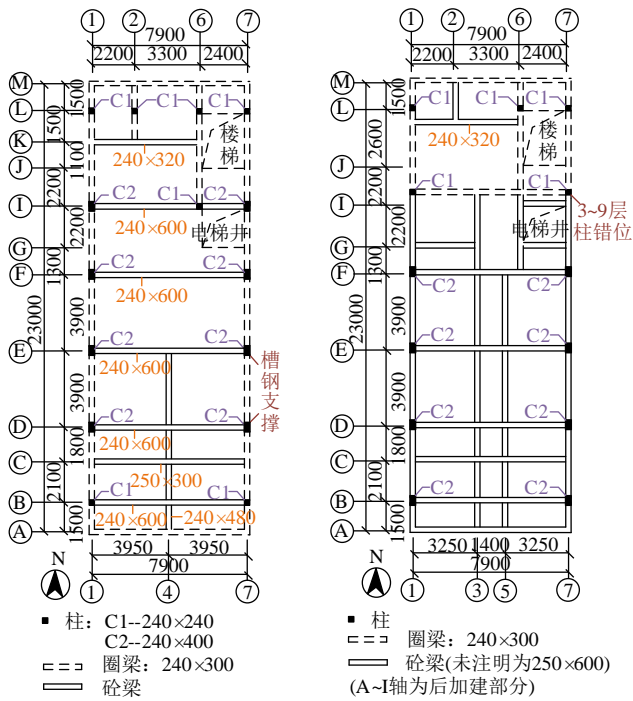 1 2 6 7
7900
2200 3300 2400
M
L
K
J
I
G
F
E
D
C
B
A
1500
1500
1100
2200
2200
1300
3900
3900
1800
2100
1500
23000
C1 C1 C1
楼
梯
240×320
C2 C1 C2
240×600
电梯井
C2 C2
240×600
C2 C2
240×600
槽
钢
支
撑
C2 C2
240×600
250×300
C1 C1
240×600 240×480
3950 3950
7900
N
1 4 7
柱: C1--240×240
C2--240×400
圈梁: 240×300
砼梁
1 2 6 7
7900
2200 3300 2400
M
L
J
I
G
F
E
D
C
B
A
1500
2600
2200
2200
1300
3900
3900
1800
2100
1500
23000
C1 C1 C1
楼
梯
240×320
C1 C1
3~9层
柱错位
电梯井
C2 C2
C2 C2
C2 C2
C2 C2
3250 1400 3250
7900
N
1 3 5 7
柱
圈梁: 240×300
砼梁(未注明为250×600)
(A~I轴为后加建部分)